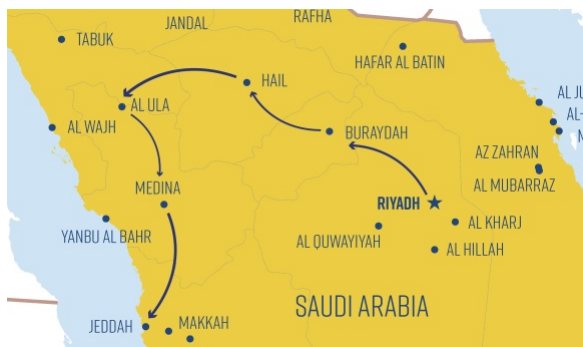 RAFHA
JANDAL
TABUK
HAFAR AL BATIN
HAIL
AL ULA
AL WAJH
BURAYDAH
AZ ZAHRAN
AL MUBARRAZ
MEDINA
RIYADH
YANBU AL BAHR
AL KHARJ
AL QUWAYIYAH
AL HILLAH
SAUDI ARABIA
JEDDAH
MAKKAH